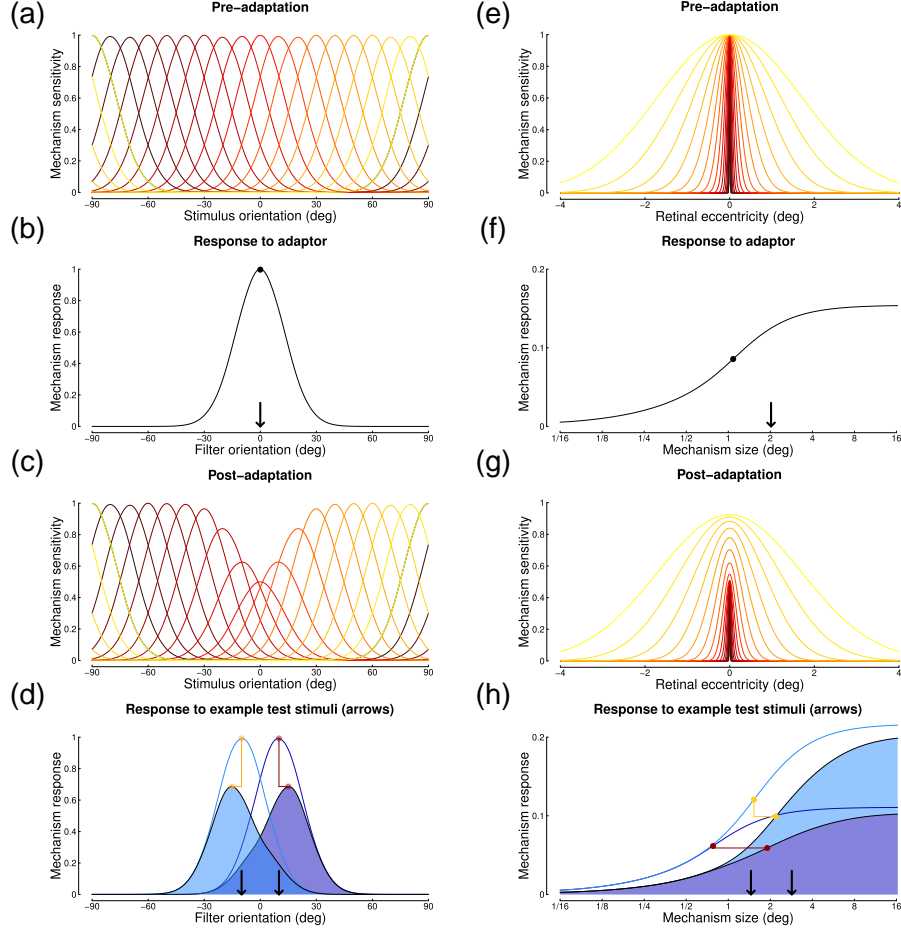 (a)
Pre−adaptation
Mechanism sensitivity
1
0.8
0.6
0.4
0.2
0
−90 −60 −30 0 30 60 90
Stimulus orientation (deg)
(b)
Response to adaptor
Mechanism response
1
0.8
0.6
0.4
0.2
0
−90 −60 −30 0 30 60 90
Filter orientation (deg)
(c)
Post−adaptation
Mechanism sensitivity
1
0.8
0.6
0.4
0.2
0
−90 −60 −30 0 30 60 90
Stimulus orientation (deg)
(d)
Response to example test stimuli (arrows)
Mechanism response
1
0.8
0.6
0.4
0.2
0
−90 −60 −30 0 30 60 90
Filter orientation (deg)
(e)
Pre−adaptation
Mechanism sensitivity
1
0.8
0.6
0.4
0.2
0
−4 −2 0 2 4
Retinal eccentricity (deg)
(f)
Response to adaptor
Mechanism response
0.2
0.1
0
1/16 1/8 1/4 1/2 1 2 4 8 16
Mechanism size (deg)
(g)
Post−adaptation
Mechanism sensitivity
1
0.8
0.6
0.4
0.2
0
−4 −2 0 2 4
Retinal eccentricity (deg)
(h)
Response to example test stimuli (arrows)
Mechanism response
0.2
0.1
0
1/16 1/8 1/4 1/2 1 2 4 8 16
Mechanism size (deg)